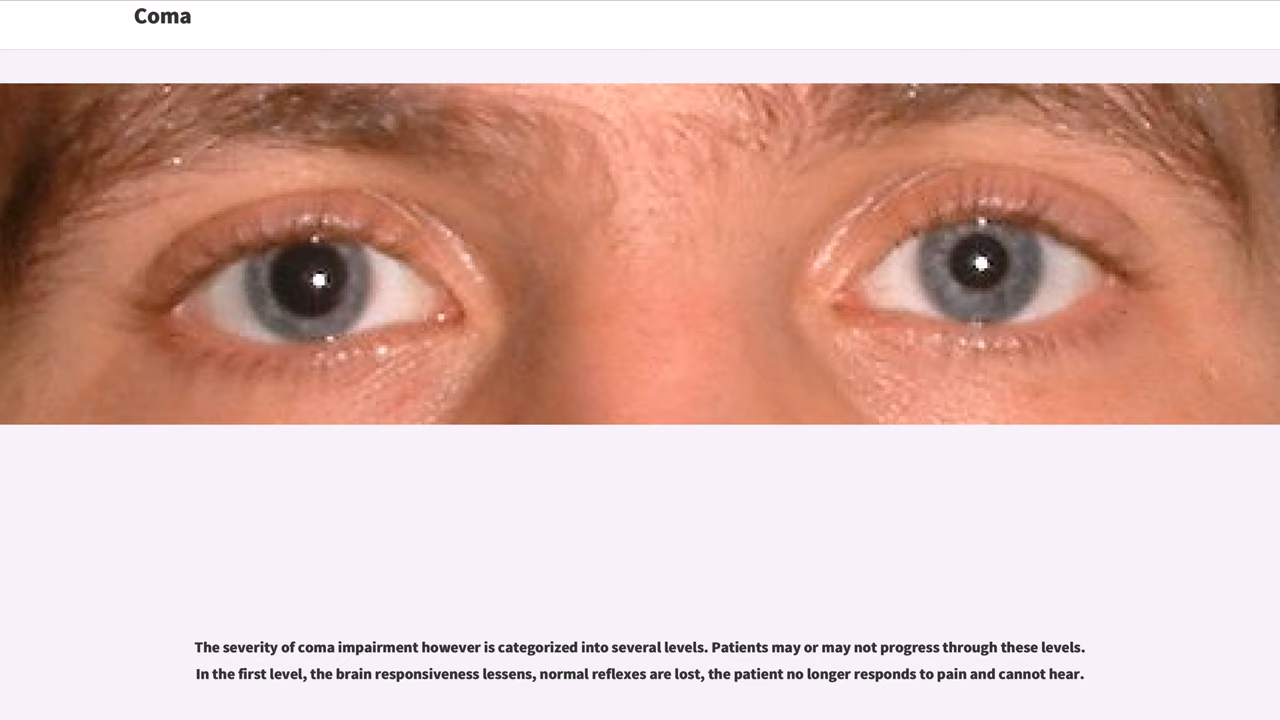 Coma
The severity of coma impairment however is categorized into several levels. Patients may or may not progress through these levels.
In the first level, the brain responsiveness lessens, normal reflexes are lost, the patient no longer responds to pain and cannot hear.